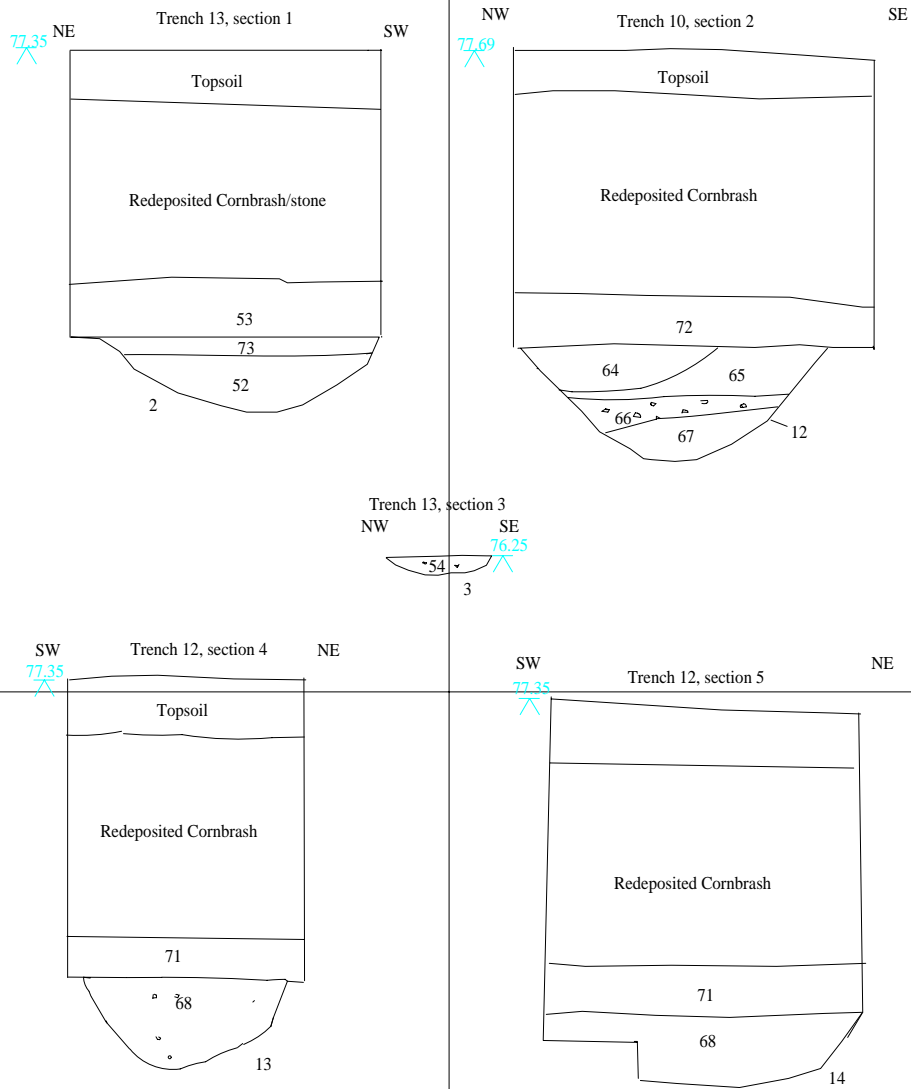 Trench 13, section 1
NE
SW
77.35
Topsoil
Redeposited Cornbrash/stone
53
73
52
2
NW
Trench 10, section 2
SE
77.69
Topsoil
Redeposited Cornbrash
72
64
65
66
67
12
Trench 13, section 3
NW
SE
76.25
54
3
SW
Trench 12, section 4
NE
77.35
Topsoil
Redeposited Cornbrash
71
68
13
SW
Trench 12, section 5
NE
77.35
Redeposited Cornbrash
71
68
14